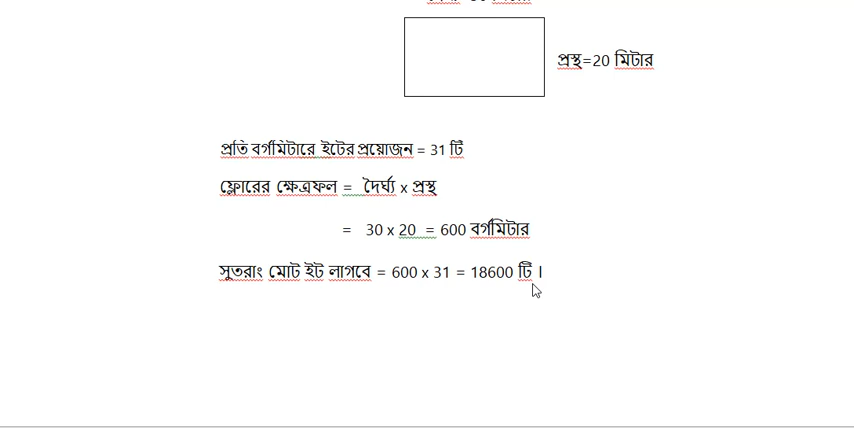 প্রস্থ=20 মিটার
প্রতি বর্গমিটারে ইটের প্রয়োজন = 31 টি
ফ্লোরের ক্ষেত্রফল = দৈর্ঘ্য x প্রস্থ
= 30 x 20 = 600 বর্গমিটার
সুতরাং মোট ইট লাগবে = 600 x 31 = 18600 টি ।